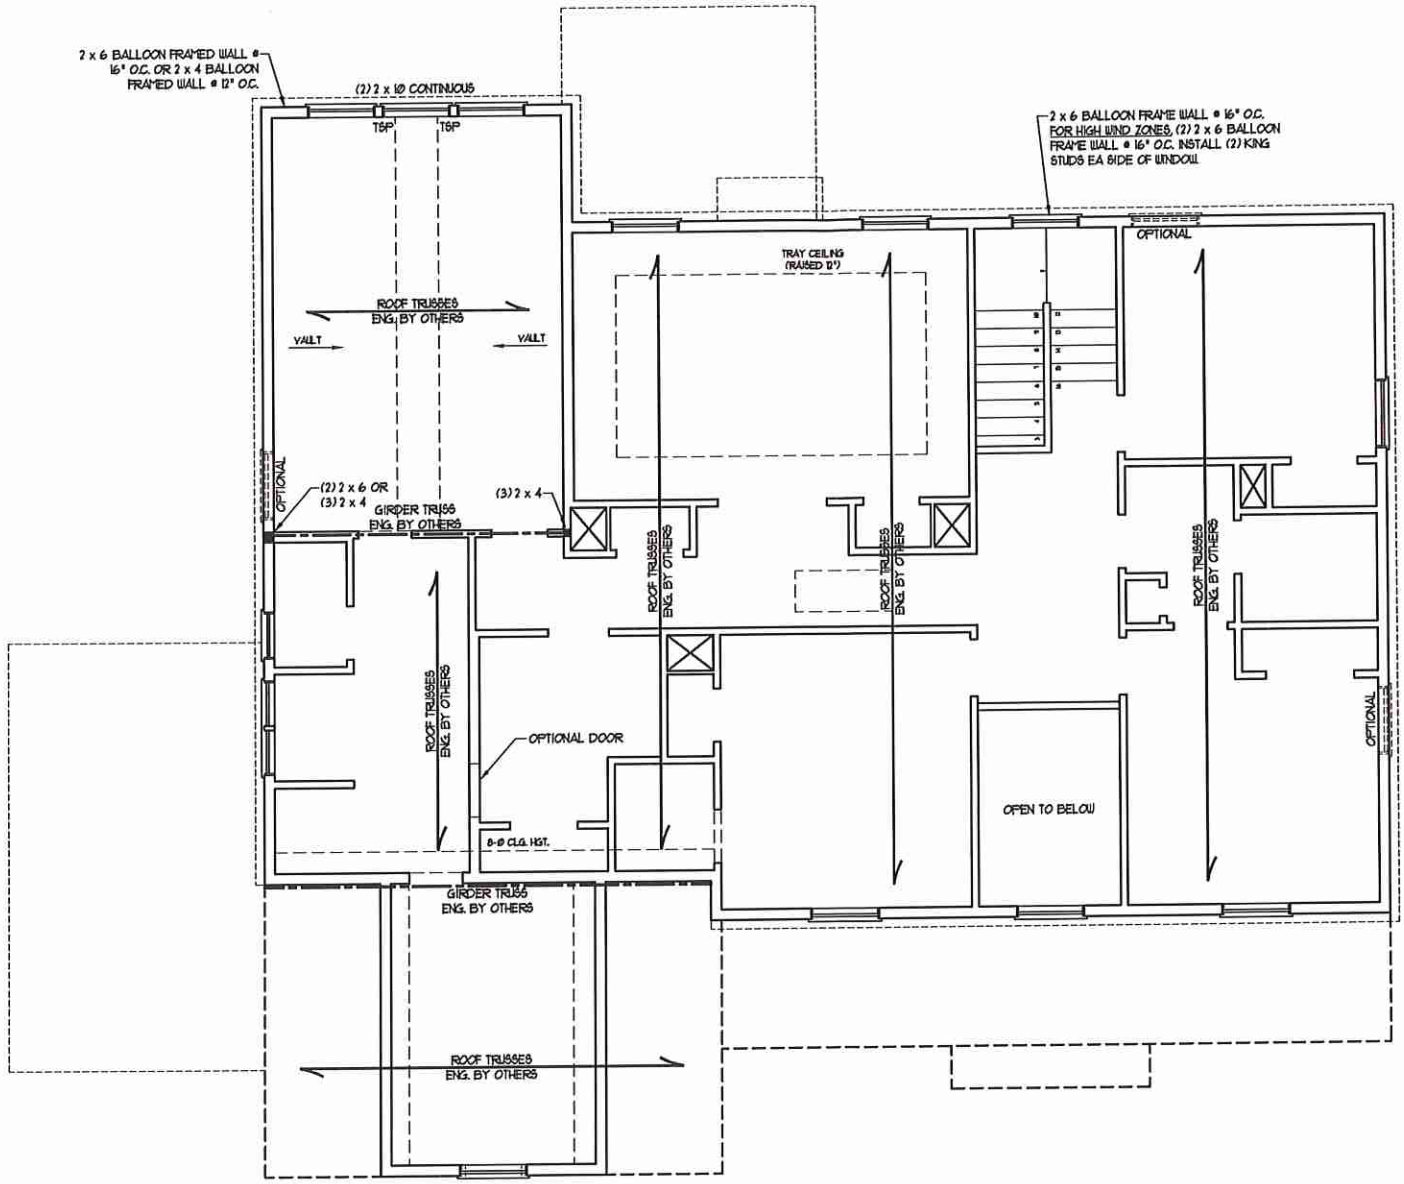 2 x 6 BALLOON FRAMED WALL @
16" O.C. OR 2 x 4 BALLOON
FRAMED WALL @ 12" O.C.
(2) 2 x 10 CONTINUOUS
TSP
TSP
2 x 6 BALLOON FRAME WALL @ 16" O.C.
FOR HIGH WIND ZONES, (2) 2 x 6 BALLOON
FRAME WALL @ 16" O.C. INSTALL (2) KING
STUDS EA SIDE OF WINDOW.
OPTIONAL
TRAY CEILING
(RAISED 12")
ROOF TRUSSES
ENG. BY OTHERS
VAULT
VAULT
OPTIONAL
(2) 2 x 6 OR
(3) 2 x 4
(3) 2 x 4
GIRDER TRUSS
ENG. BY OTHERS
ROOF TRUSSES
ENG. BY OTHERS
ROOF TRUSSES
ENG. BY OTHERS
ROOF TRUSSES
ENG. BY OTHERS
ROOF TRUSSES
ENG. BY OTHERS
OPTIONAL
OPTIONAL DOOR
OPEN TO BELOW
8-0 CLG. HGT.
GIRDER TRUSS
ENG. BY OTHERS
ROOF TRUSSES
ENG. BY OTHERS